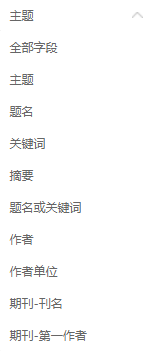 主题
全部字段
主题
题名
关键词
摘要
题名或关键词
作者
作者单位
期刊-刊名
期刊-第一作者